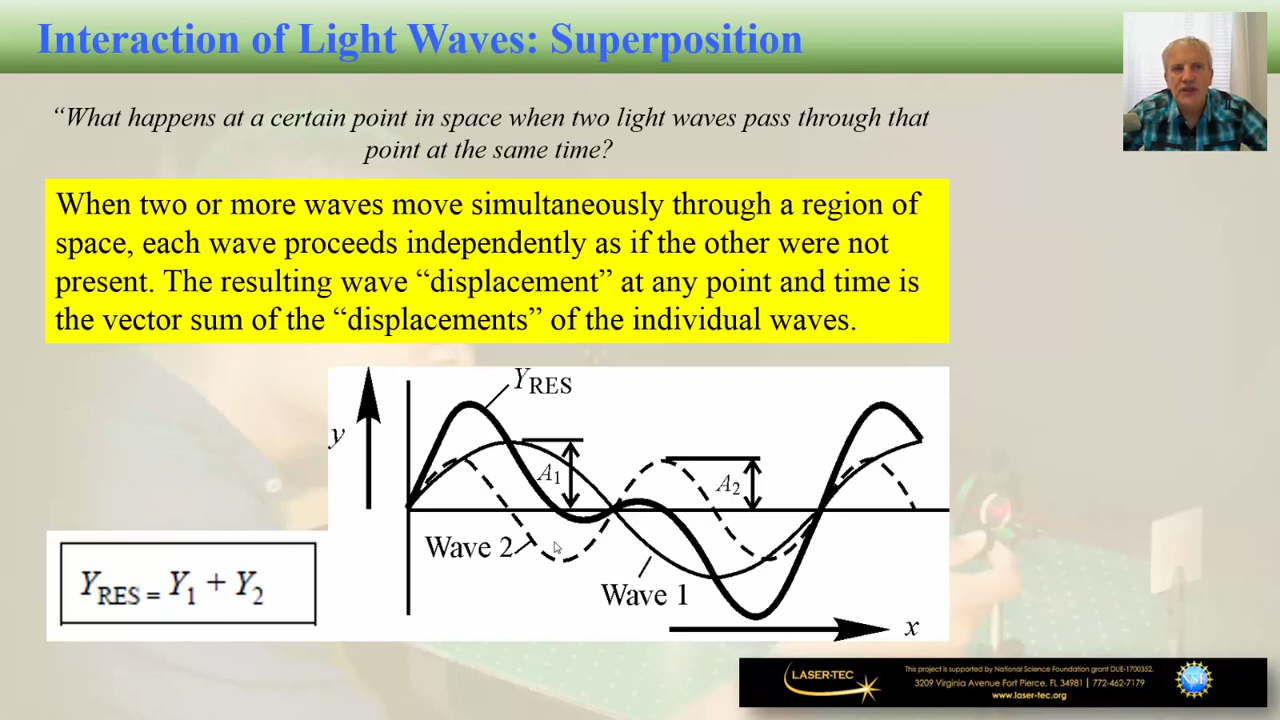 Interaction of Light Waves: Superposition
“What happens at a certain point in space when two light waves pass through that
point at the same time?
When two or more waves move simultaneously through a region of
space, each wave proceeds independently as if the other were not
present. The resulting wave “displacement” at any point and time is
the vector sum of the “displacements” of the individual waves.
YRES
y
A1
A2
Wave 2
Wave 1
x
YRES = Y1 + Y2
LASER-TEC
This project is supported by National Science Foundation grant DUE-1700352.
3209 Virginia Avenue Fort Pierce, FL 34981 | 772-462-7179
www.laser-tec.org
NSF